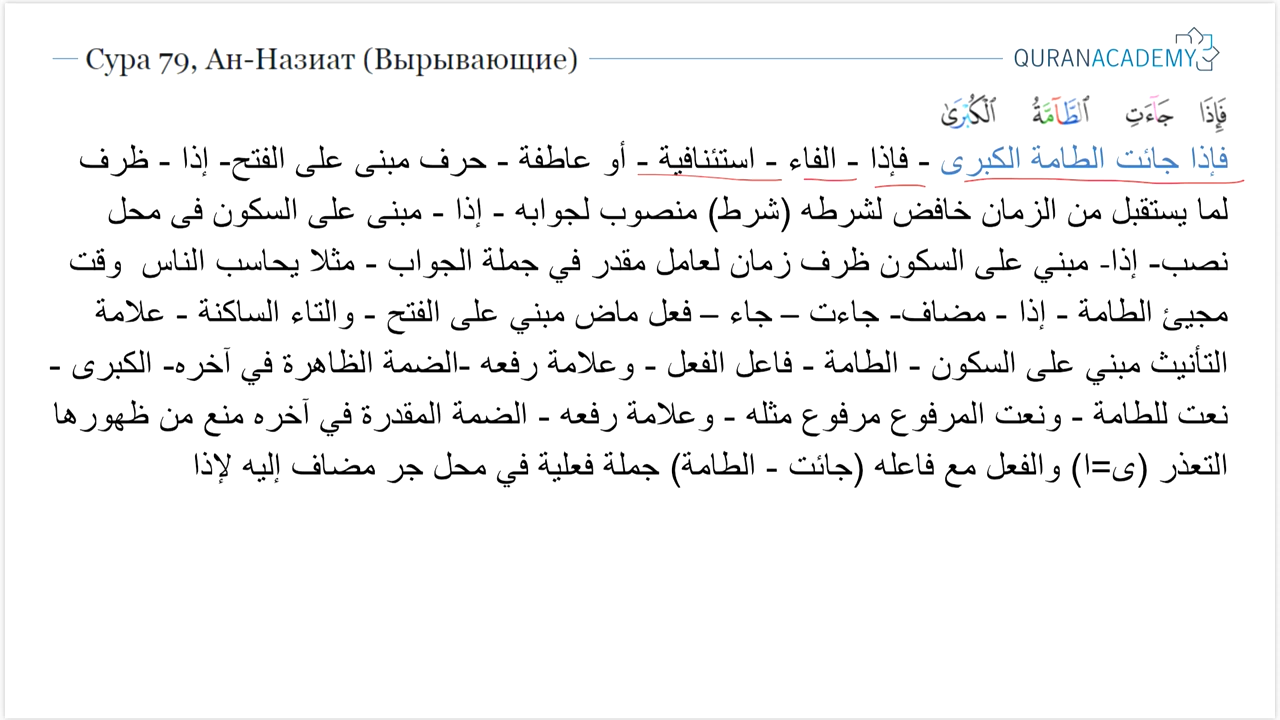 Сура 79, Ан-Назиат (Вырывающие)
QURANACADEMY
فَإِذَا جَآءَتِ ٱلطَّآمَّةُ ٱلْكُبْرَىٰ
فإذا جائت الطامة الكبرى - فإذا - الفاء - استئنافية - أو عاطفة - حرف مبنى على الفتح- إذا - ظرف
لما يستقبل من الزمان خافض لشرطه (شرط) منصوب لجوابه - إذا - مبنى على السكون فى محل
نصب- إذا- مبني على السكون ظرف زمان لعامل مقدر في جملة الجواب - مثلا يحاسب الناس وقت
مجيئ الطامة - إذا - مضاف- جاءت – جاء – فعل ماض مبني على الفتح - والتاء الساكنة - علامة
التأنيث مبني على السكون - الطامة - فاعل الفعل - وعلامة رفعه -الضمة الظاهرة في آخره- الكبرى -
نعت للطامة - ونعت المرفوع مرفوع مثله - وعلامة رفعه - الضمة المقدرة في آخره منع من ظهورها
التعذر (ى=ا) والفعل مع فاعله (جائت - الطامة) جملة فعلية في محل جر مضاف إليه لإذا